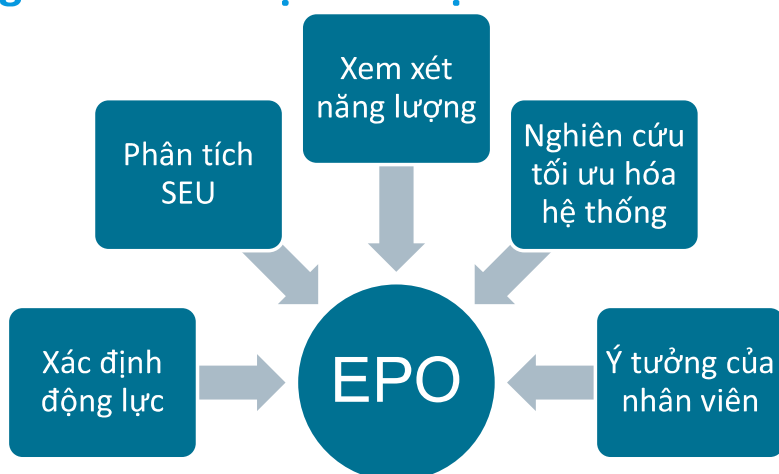 Xem xét
năng lượng
Phân tích
SEU
Nghiên cứu
tối ưu hóa
hệ thống
Xác định
động lực
EPO
Ý tưởng của
nhân viên